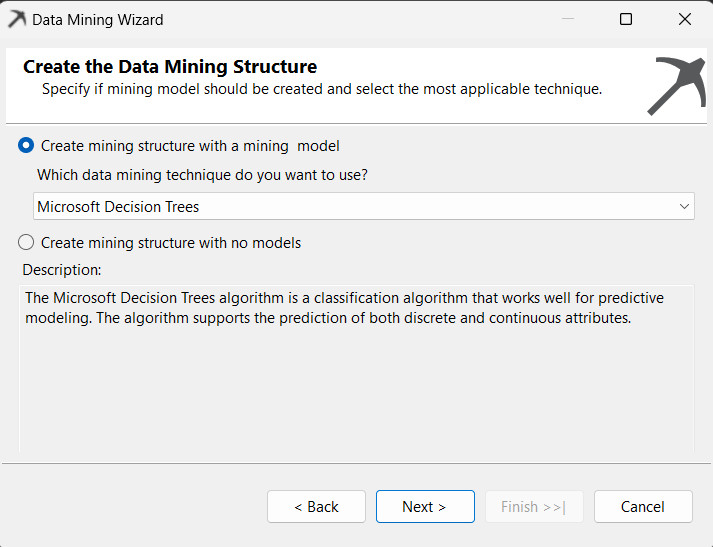 Data Mining Wizard
Create the Data Mining Structure
Specify if mining model should be created and select the most applicable technique.
Create mining structure with a mining  model
Which data mining technique do you want to use?
Microsoft Decision Trees
Create mining structure with no models
Description:
The Microsoft Decision Trees algorithm is a classification algorithm that works well for predictive
modeling. The algorithm supports the prediction of both discrete and continuous attributes.
< Back Next > Finish >>| Cancel